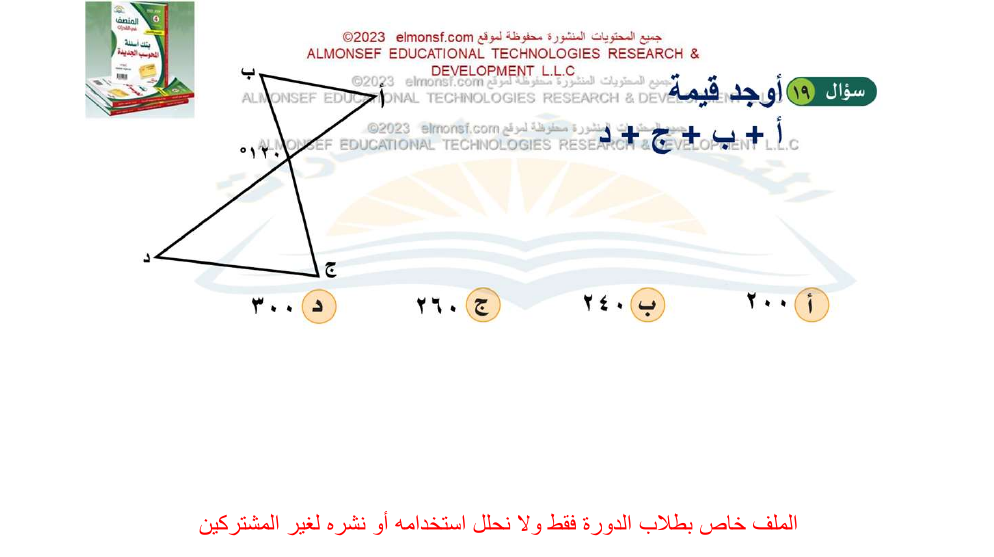 جميع المحتويات المنشورة محفوظة لموقع elmonsf.com ©2023
ALMONSEF EDUCATIONAL TECHNOLOGIES RESEARCH &
DEVELOPMENT L.L.C
جميع المحتويات المنشورة محفوظة لموقع elmonsf.com ©2023
ALMONSEF EDUCATIONAL TECHNOLOGIES RESEARCH & DEVELOPMENT L.L.C
جميع المحتويات المنشورة محفوظة لموقع elmonsf.com ©2023
ALMONSEF EDUCATIONAL TECHNOLOGIES RESEARCH & DEVELOPMENT L.L.C
المنصف
في القدرات
بنك أسئلة
المحوسب الجديدة
سؤال ١٩ أوجد قيمة
أ + ب + ج + د
ب
أ
١٢٠°
د
ج
أ ٢٠٠
ب ٢٤٠
ج ٢٦٠
د ٣٠٠
الملف خاص بطلاب الدورة فقط ولا نحلل استخدامه أو نشره لغير المشتركين